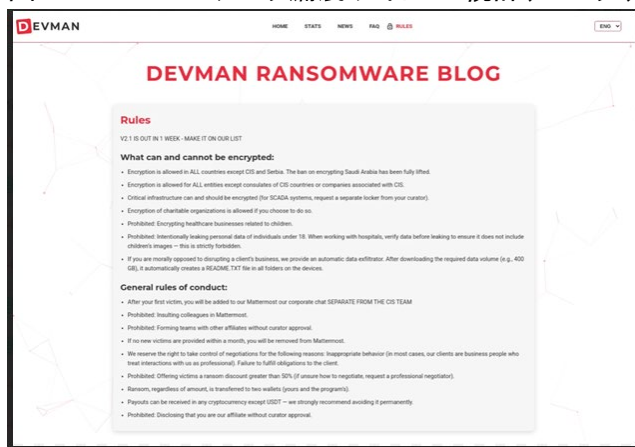 DEVMAN
HOME STATS NEWS FAQ RULES
ENG
DEVMAN RANSOMWARE BLOG
Rules
V2.1 IS OUT IN 1 WEEK - MAKE IT ON OUR LIST
What can and cannot be encrypted:
• Encryption is allowed in ALL countries except CIS and Serbia. The ban on encrypting Saudi Arabia has been fully lifted.
• Encryption is allowed for ALL entities except consulates of CIS countries or companies associated with CIS.
• Critical infrastructure can and should be encrypted (for SCADA systems, request a separate locker from your curator).
• Encryption of charitable organizations is allowed if you choose to do so.
• Prohibited: Encrypting healthcare businesses related to children.
• Prohibited: Intentionally leaking personal data of individuals under 18. When working with hospitals, verify data before leaking to ensure it does not include
children's images — this is strictly forbidden.
• If you are morally opposed to disrupting a client's business, we provide an automatic data exfiltrator. After downloading the required data volume (e.g., 400
GB), it automatically creates a README.TXT file in all folders on the devices.
General rules of conduct:
• After your first victim, you will be added to our Mattermost our corporate chat SEPARATE FROM THE CIS TEAM
• Prohibited: Insulting colleagues in Mattermost.
• Prohibited: Forming teams with other affiliates without curator approval.
• If no new victims are provided within a month, you will be removed from Mattermost.
• We reserve the right to take control of negotiations for the following reasons: Inappropriate behavior (in most cases, our clients are business people who
treat interactions with us as professional). Failure to fulfill obligations to the client.
• Prohibited: Offering victims a ransom discount greater than 50% (if unsure how to negotiate, request a professional negotiator).
• Ransom, regardless of amount, is transferred to two wallets (yours and the program's).
• Payouts can be received in any cryptocurrency except USDT — we strongly recommend avoiding it permanently.
• Prohibited: Disclosing that you are our affiliate without curator approval.